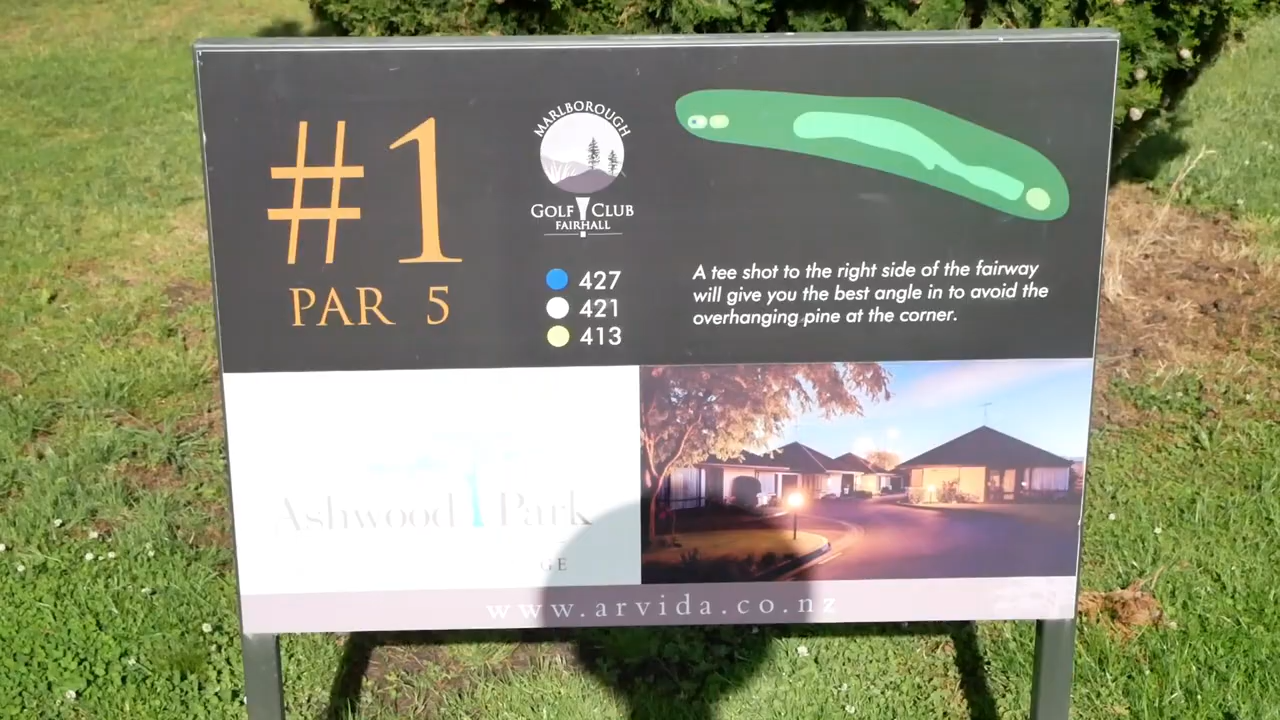 #1
PAR 5
MARLBOROUGH
GOLF CLUB
FAIRHALL
427
421
413
A tee shot to the right side of the fairway
will give you the best angle in to avoid the
overhanging pine at the corner.
Ashwood Park
www.arvida.co.nz